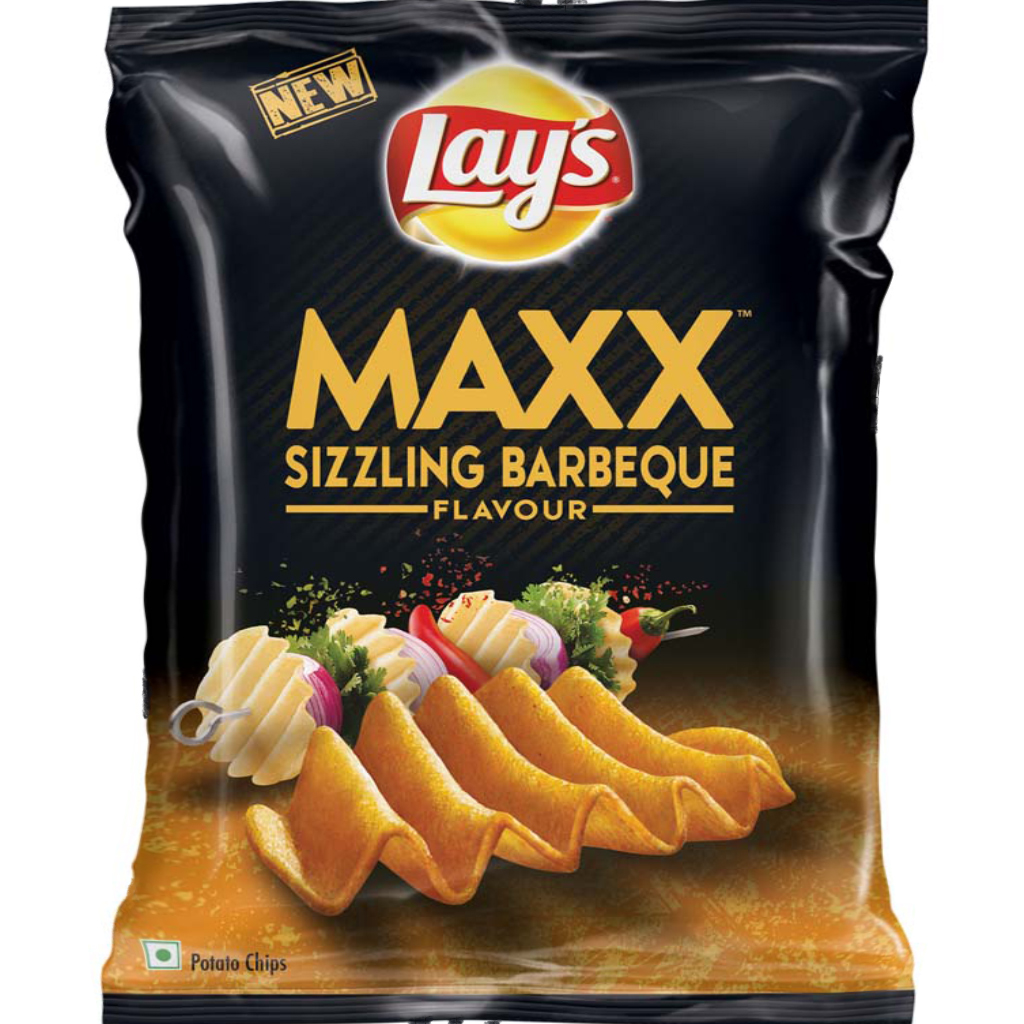 NEW
Lay's
MAXX™
SIZZLING BARBEQUE
FLAVOUR
Potato Chips